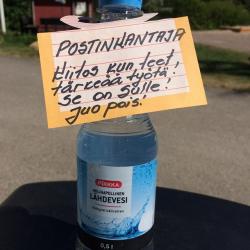 POSTINKANTAJA
Kiitos kun teet,
tärkeää työtä!
Se on sulle!
Juo pois!
PIRKKA
LÄHDEVESI
0,5 l